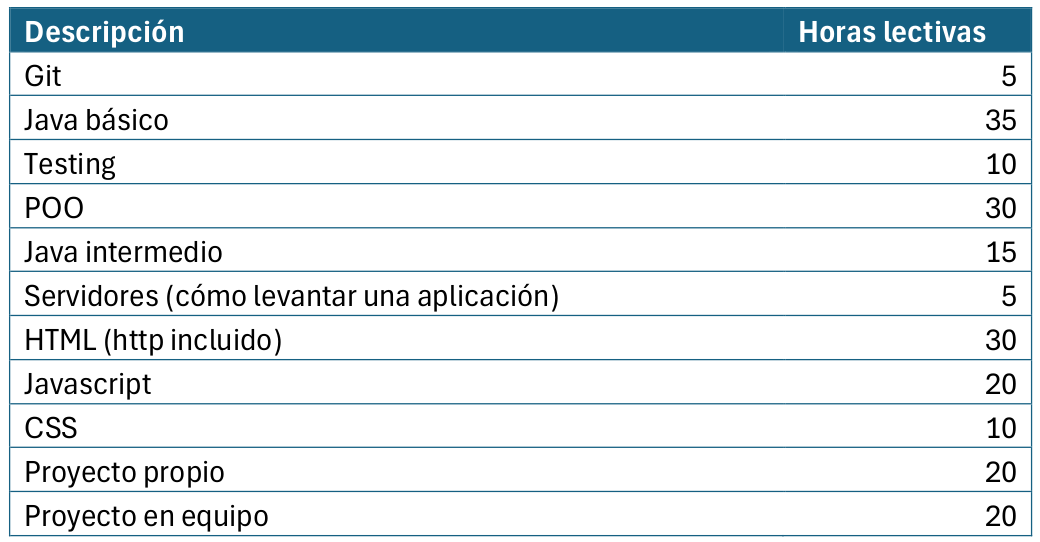 Descripción Horas lectivas
Git 5
Java básico 35
Testing 10
POO 30
Java intermedio 15
Servidores (cómo levantar una aplicación) 5
HTML (http incluido) 30
Javascript 20
CSS 10
Proyecto propio 20
Proyecto en equipo 20